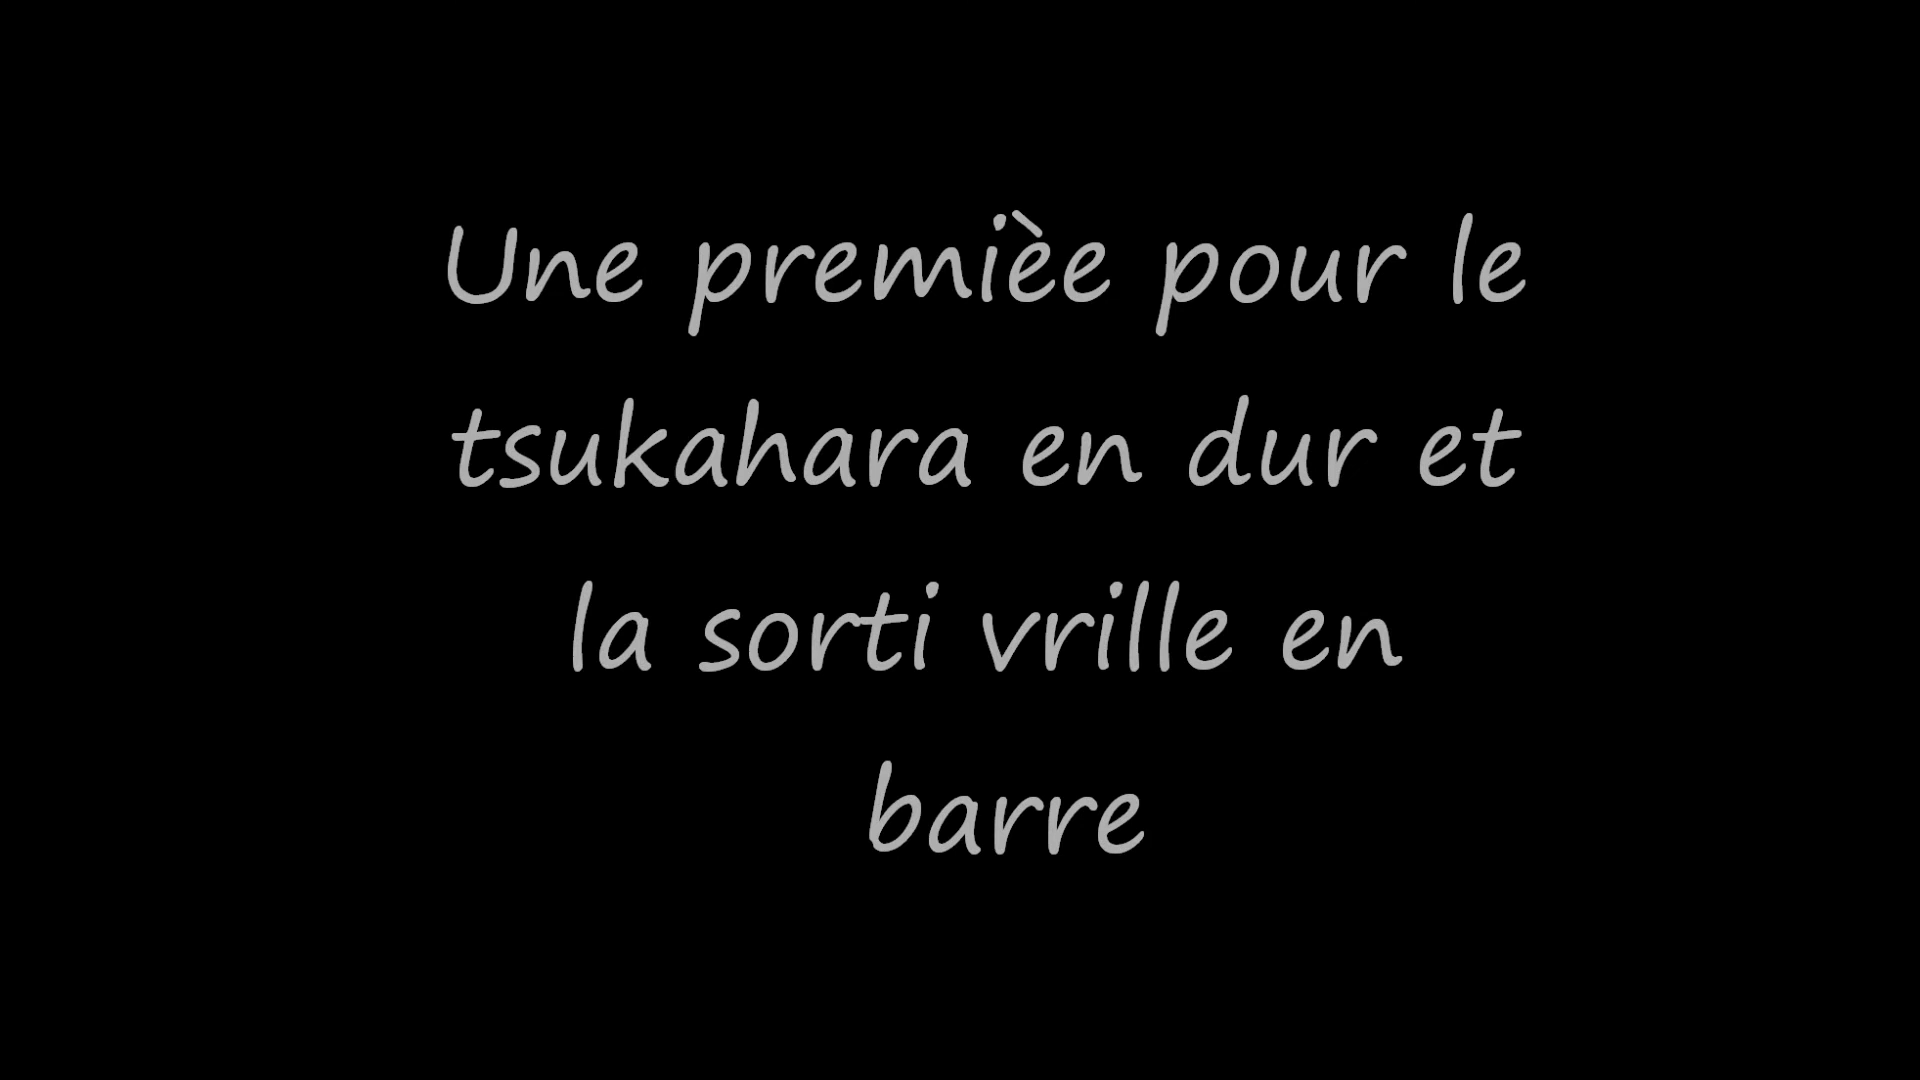 Une premièe pour le
tsukahara en dur et
la sorti vrille en
barre